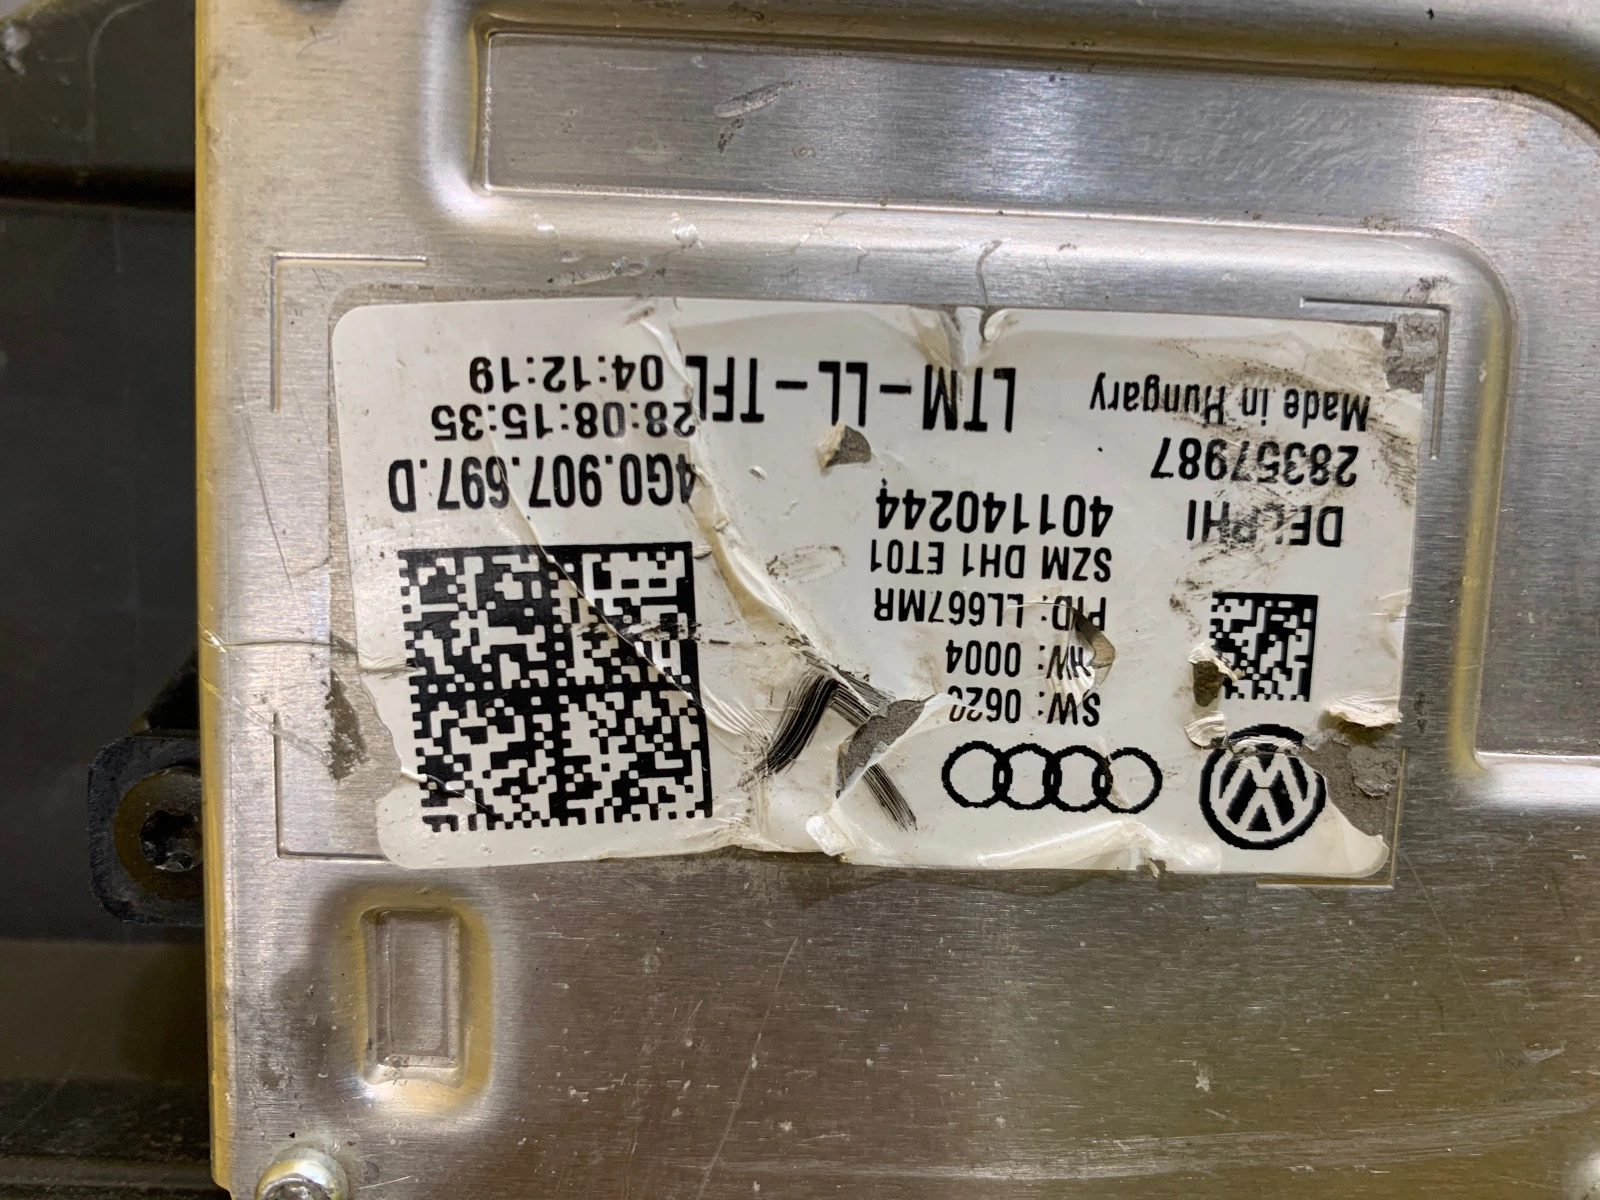 SW: 062
HW: 0004
PID: LL667MR
SZM DH1 ET01
401140244
DELPHI
28357987
Made in Hungary
4G0.907.697.D
28:08:15:35
LTM-LL-TFL 04:12:19